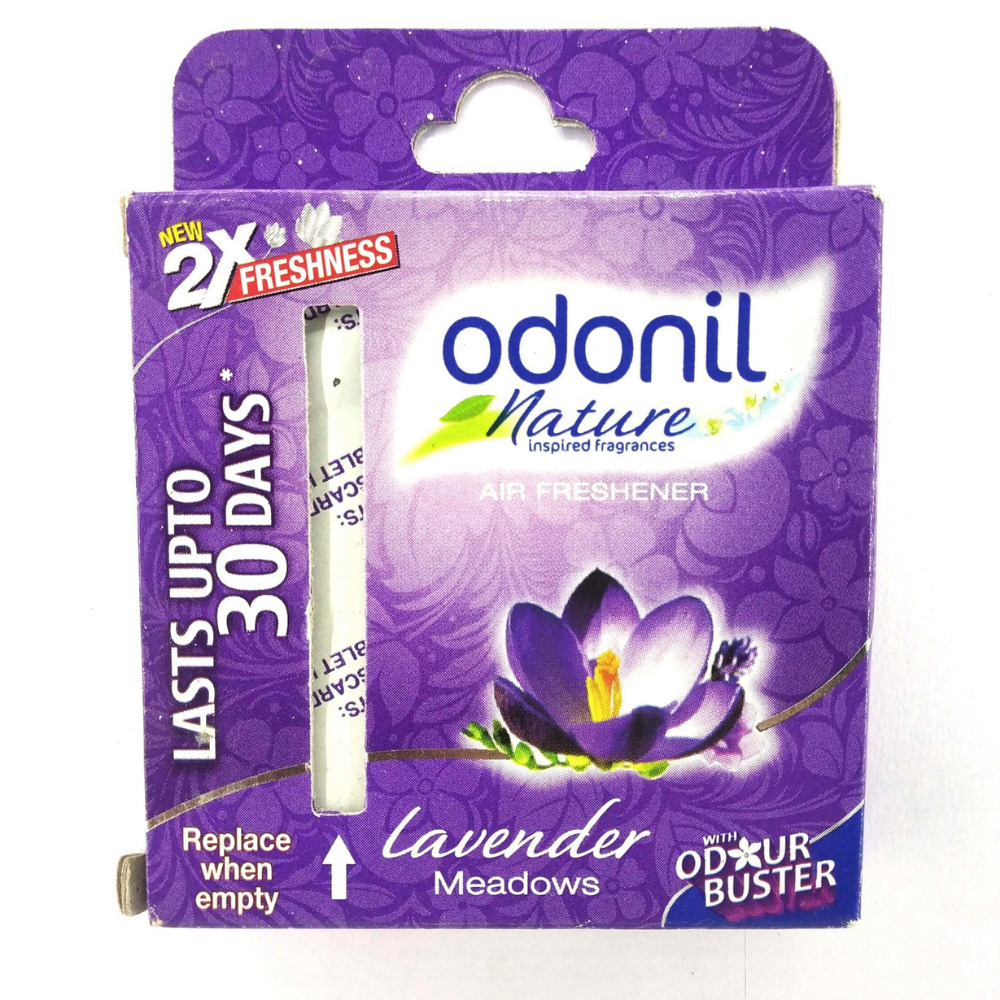 NEW
2X FRESHNESS*
LASTS UPTO
30 DAYS*
odonil
Nature
inspired fragrances
AIR FRESHENER
Lavender
Meadows
Replace
when
empty
WITH
ODOUR
BUSTER